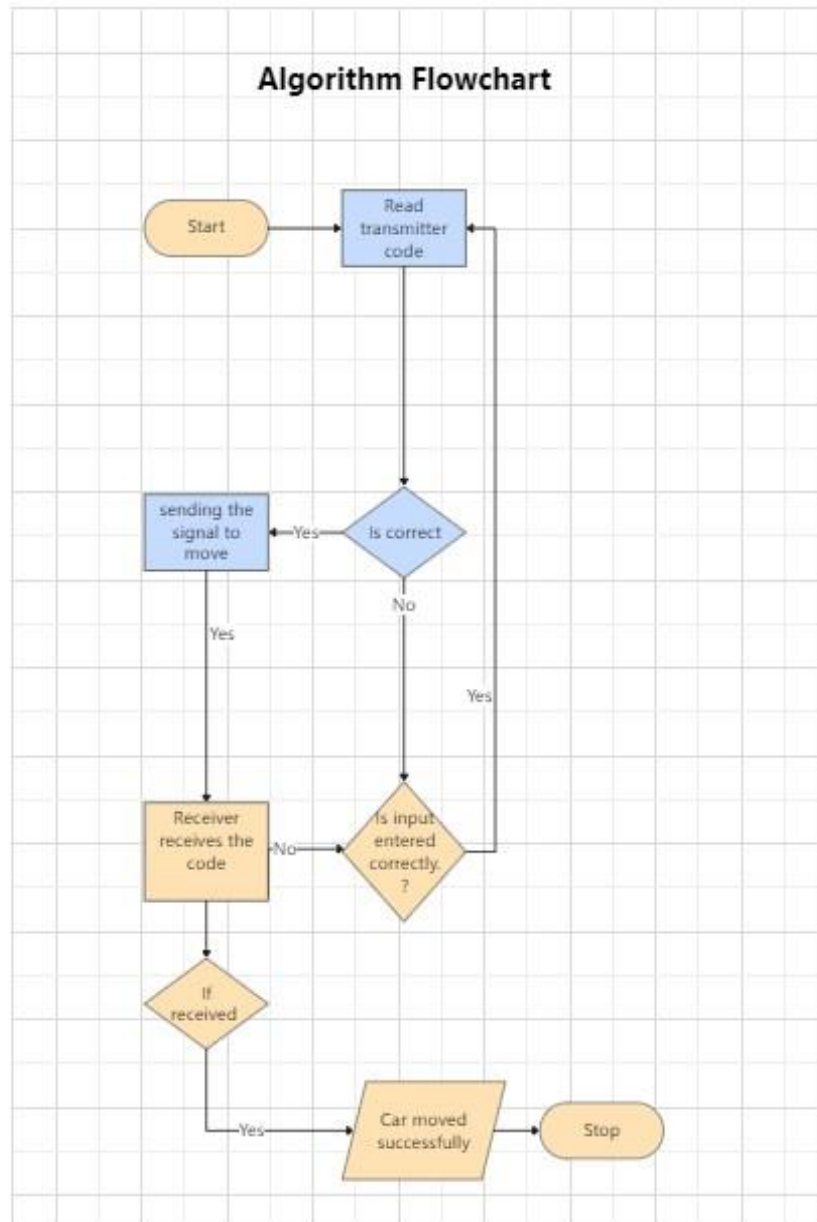 Algorithm Flowchart
Start
Read
transmitter
code
sending the
signal to
move
Yes
Is correct
No
Yes
Yes
Receiver
receives the
code
No
Is input
entered
correctly.
?
If
received
Yes
Car moved
successfully
Stop